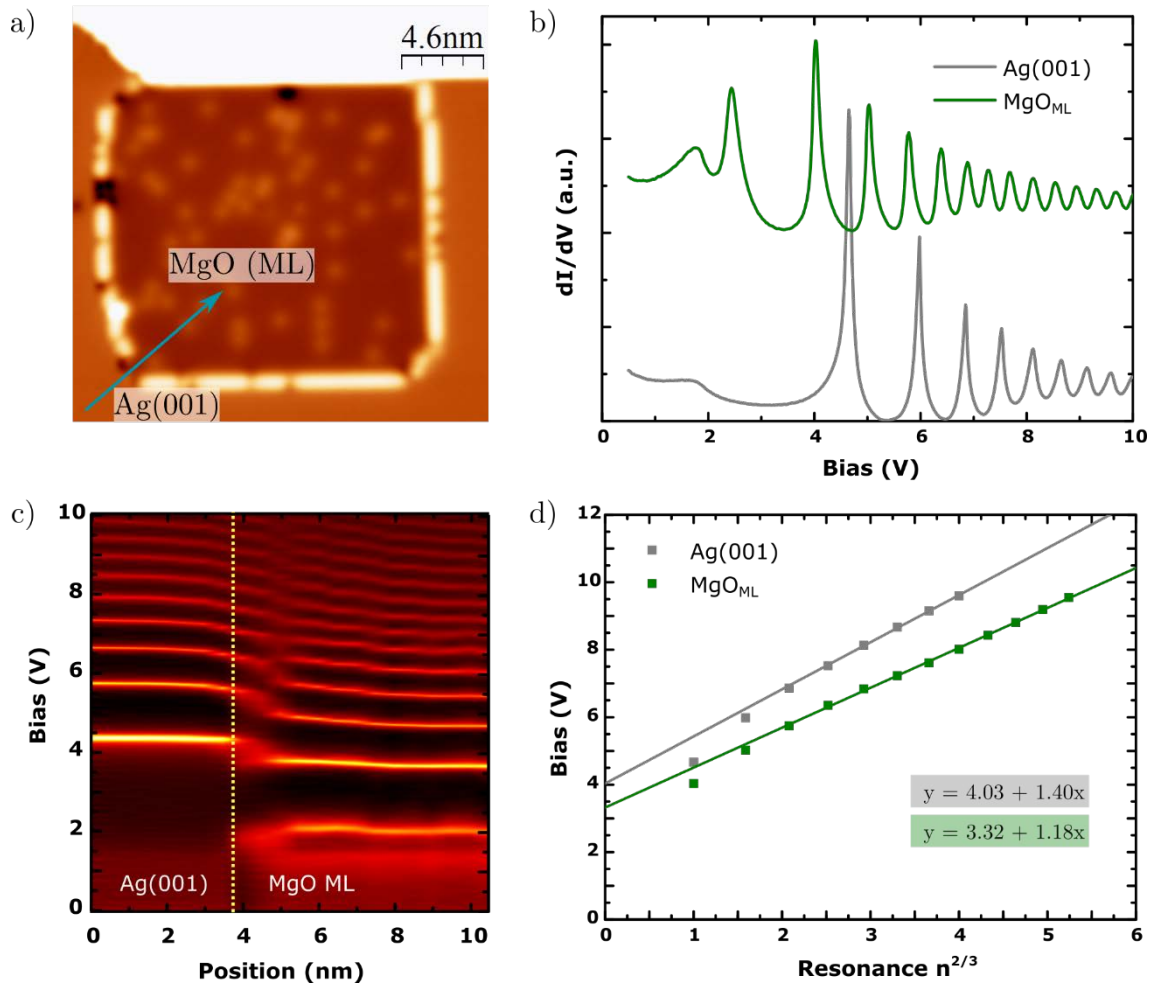 a)
4.6nm
MgO (ML)
Ag(001)
b)
Ag(001)
MgO_ML
dI/dV (a.u.)
0 2 4 6 8 10
Bias (V)
c)
10
8
6
4
2
0
Bias (V)
Ag(001) MgO ML
0 2 4 6 8 10
Position (nm)
d)
12
10
8
6
4
2
0
Bias (V)
Ag(001)
MgO_ML
y = 4.03 + 1.40x
y = 3.32 + 1.18x
0 1 2 3 4 5 6
Resonance n^2/3